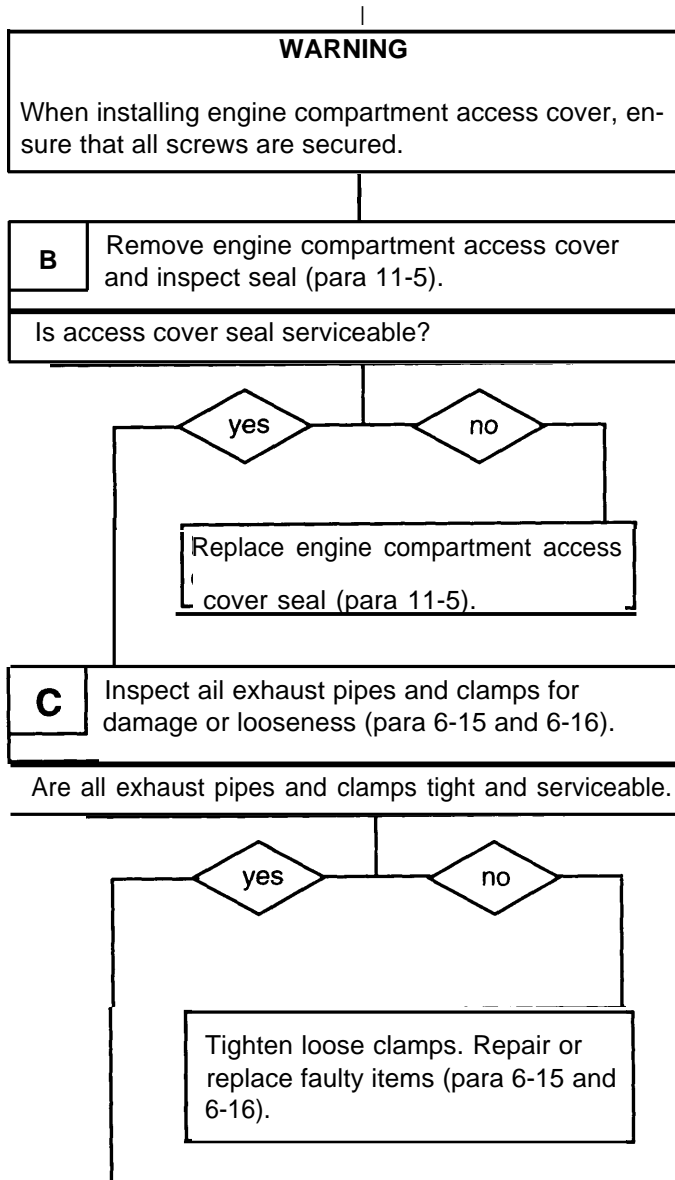 WARNING
When installing engine compartment access cover, en-
sure that all screws are secured.
B
Remove engine compartment access cover
and inspect seal (para 11-5).
Is access cover seal serviceable?
yes
no
Replace engine compartment access
cover seal (para 11-5).
C
Inspect ail exhaust pipes and clamps for
damage or looseness (para 6-15 and 6-16).
Are all exhaust pipes and clamps tight and serviceable.
yes
no
Tighten loose clamps. Repair or
replace faulty items (para 6-15 and
6-16).